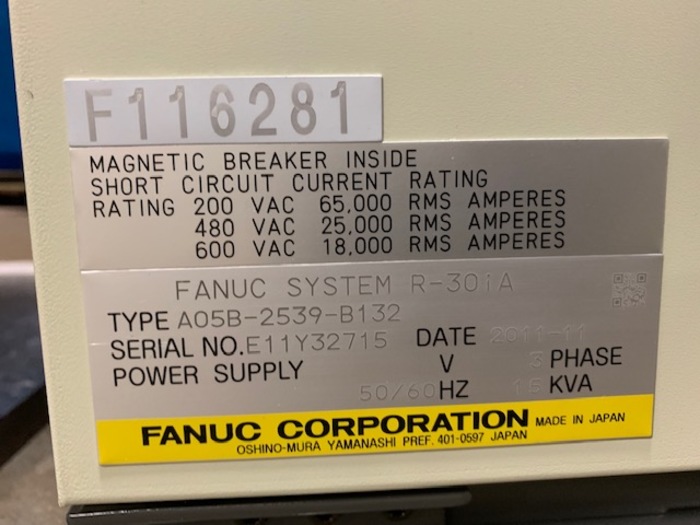 F116281
MAGNETIC BREAKER INSIDE
SHORT CIRCUIT CURRENT RATING
RATING 200 VAC 65,000 RMS AMPERES
480 VAC 25,000 RMS AMPERES
600 VAC 18,000 RMS AMPERES
FANUC SYSTEM R-30iA
TYPE A05B-2539-B132
SERIAL NO. E11Y32715 DATE 2011-11
POWER SUPPLY V 3 PHASE
50/60 HZ KVA
FANUC CORPORATION MADE IN JAPAN
OSHINO-MURA YAMANASHI PREF. 401-0597 JAPAN